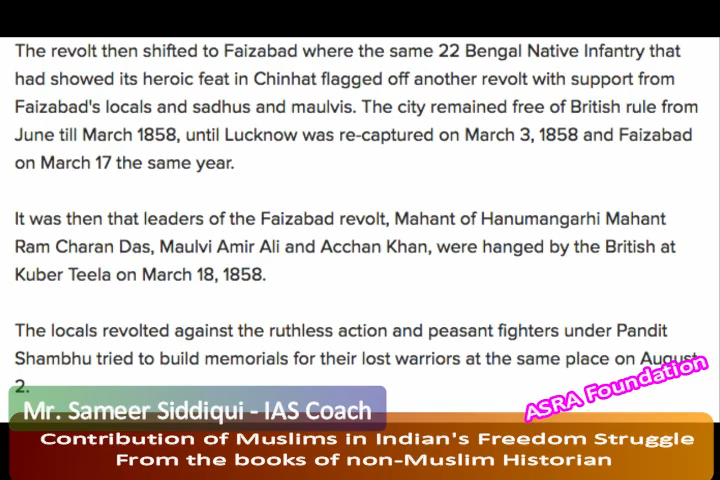 The revolt then shifted to Faizabad where the same 22 Bengal Native Infantry that
had showed its heroic feat in Chinhat flagged off another revolt with support from
Faizabad's locals and sadhus and maulvis. The city remained free of British rule from
June till March 1858, until Lucknow was re-captured on March 3, 1858 and Faizabad
on March 17 the same year.
It was then that leaders of the Faizabad revolt, Mahant of Hanumangarhi Mahant
Ram Charan Das, Maulvi Amir Ali and Acchan Khan, were hanged by the British at
Kuber Teela on March 18, 1858.
The locals revolted against the ruthless action and peasant fighters under Pandit
Shambhu tried to build memorials for their lost warriors at the same place on August
2.
Mr. Sameer Siddiqui - IAS Coach
ASRA Foundation
Contribution of Muslims in Indian's Freedom Struggle
From the books of non-Muslim Historian